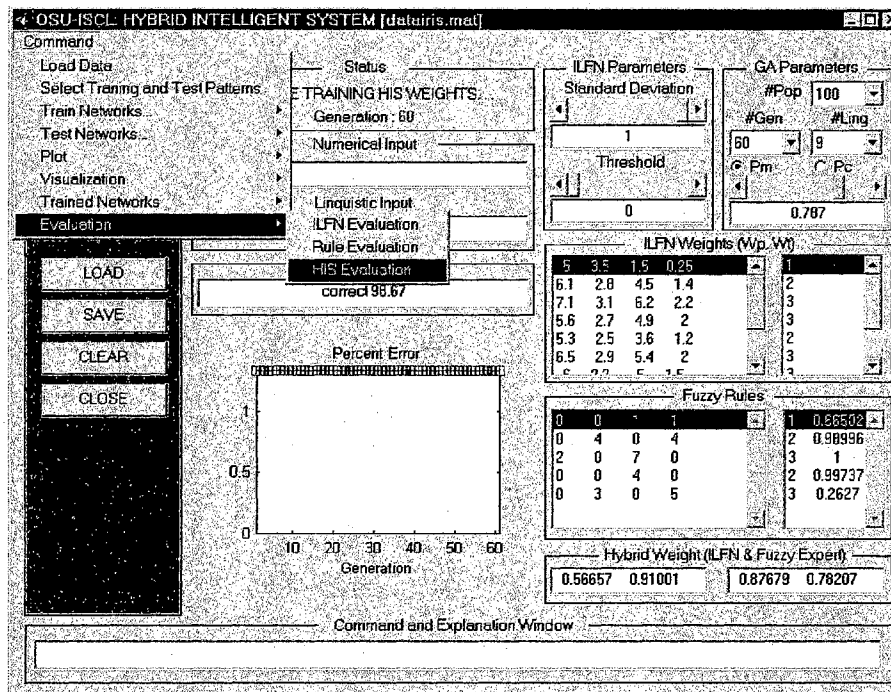 OSU-ISCL: HYBRID INTELLIGENT SYSTEM [datairis.mat]
Command
Load Data
Select Traning and Test Patterns
Train Networks...
Test Networks...
Plot
Visualization
Trained Networks
Evaluation
ILFN Evaluation
Rule Evaluation
HIS Evaluation
LOAD
SAVE
CLEAR
CLOSE
Status
E TRAINING HIS WEIGHTS...
Generation : 60
Numerical Input
Linquistic Input
correct 98.67
Percent Error
1
0.5
0
10 20 30 40 50 60
Generation
ILFN Parameters
Standard Deviation
1
Threshold
0
GA Parameters
#Pop 100
#Gen #Ling
60 9
Pm Pc
0.787
ILFN Weights (Wp, Wt)
5 3.5 1.5 0.25 1
6.1 2.8 4.5 1.4 2
7.1 3.1 6.2 2.2 3
5.6 2.7 4.9 2 3
5.3 2.5 3.6 1.2 2
6.5 2.9 5.4 2 3
6 2.2 5 1.5 3
Fuzzy Rules
0 0 1 1 1 0.86502
0 4 0 4 2 0.98996
2 0 7 0 3 1
0 0 4 0 2 0.99737
0 3 0 5 3 0.2627
Hybrid Weight (ILFN & Fuzzy Expert)
0.56657 0.91001 0.87679 0.78207
Command and Explanation Window